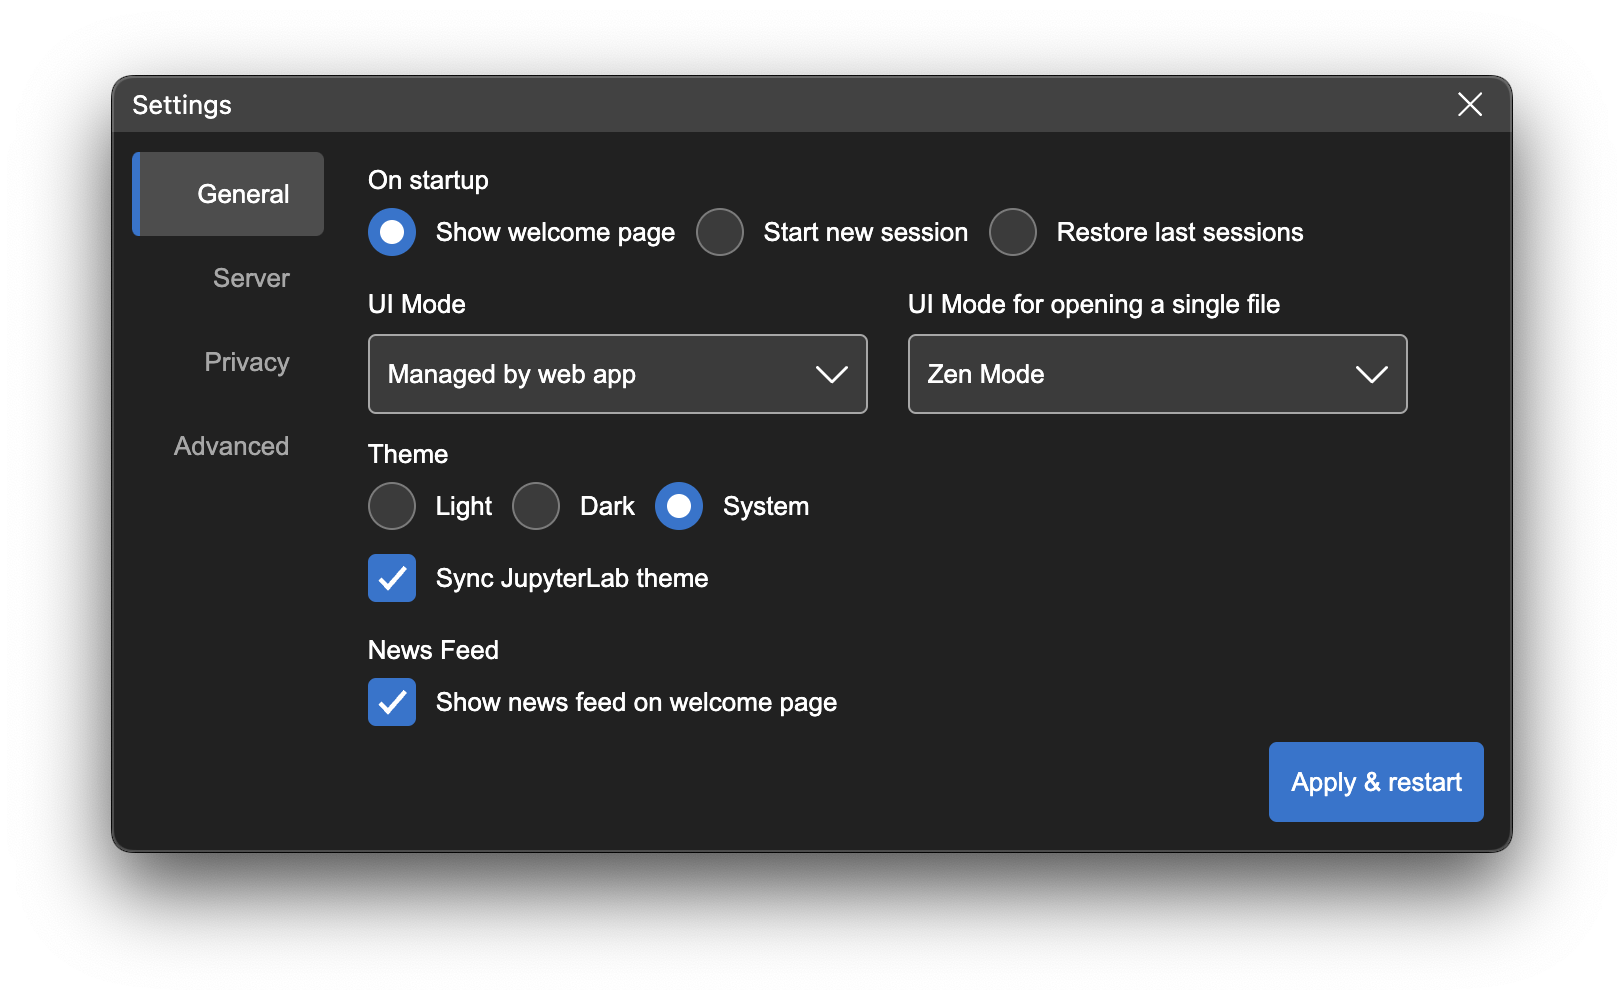 Settings
General
Server
Privacy
Advanced
On startup
Show welcome page Start new session Restore last sessions
UI Mode
Managed by web app
UI Mode for opening a single file
Zen Mode
Theme
Light Dark System
Sync JupyterLab theme
News Feed
Show news feed on welcome page
Apply & restart